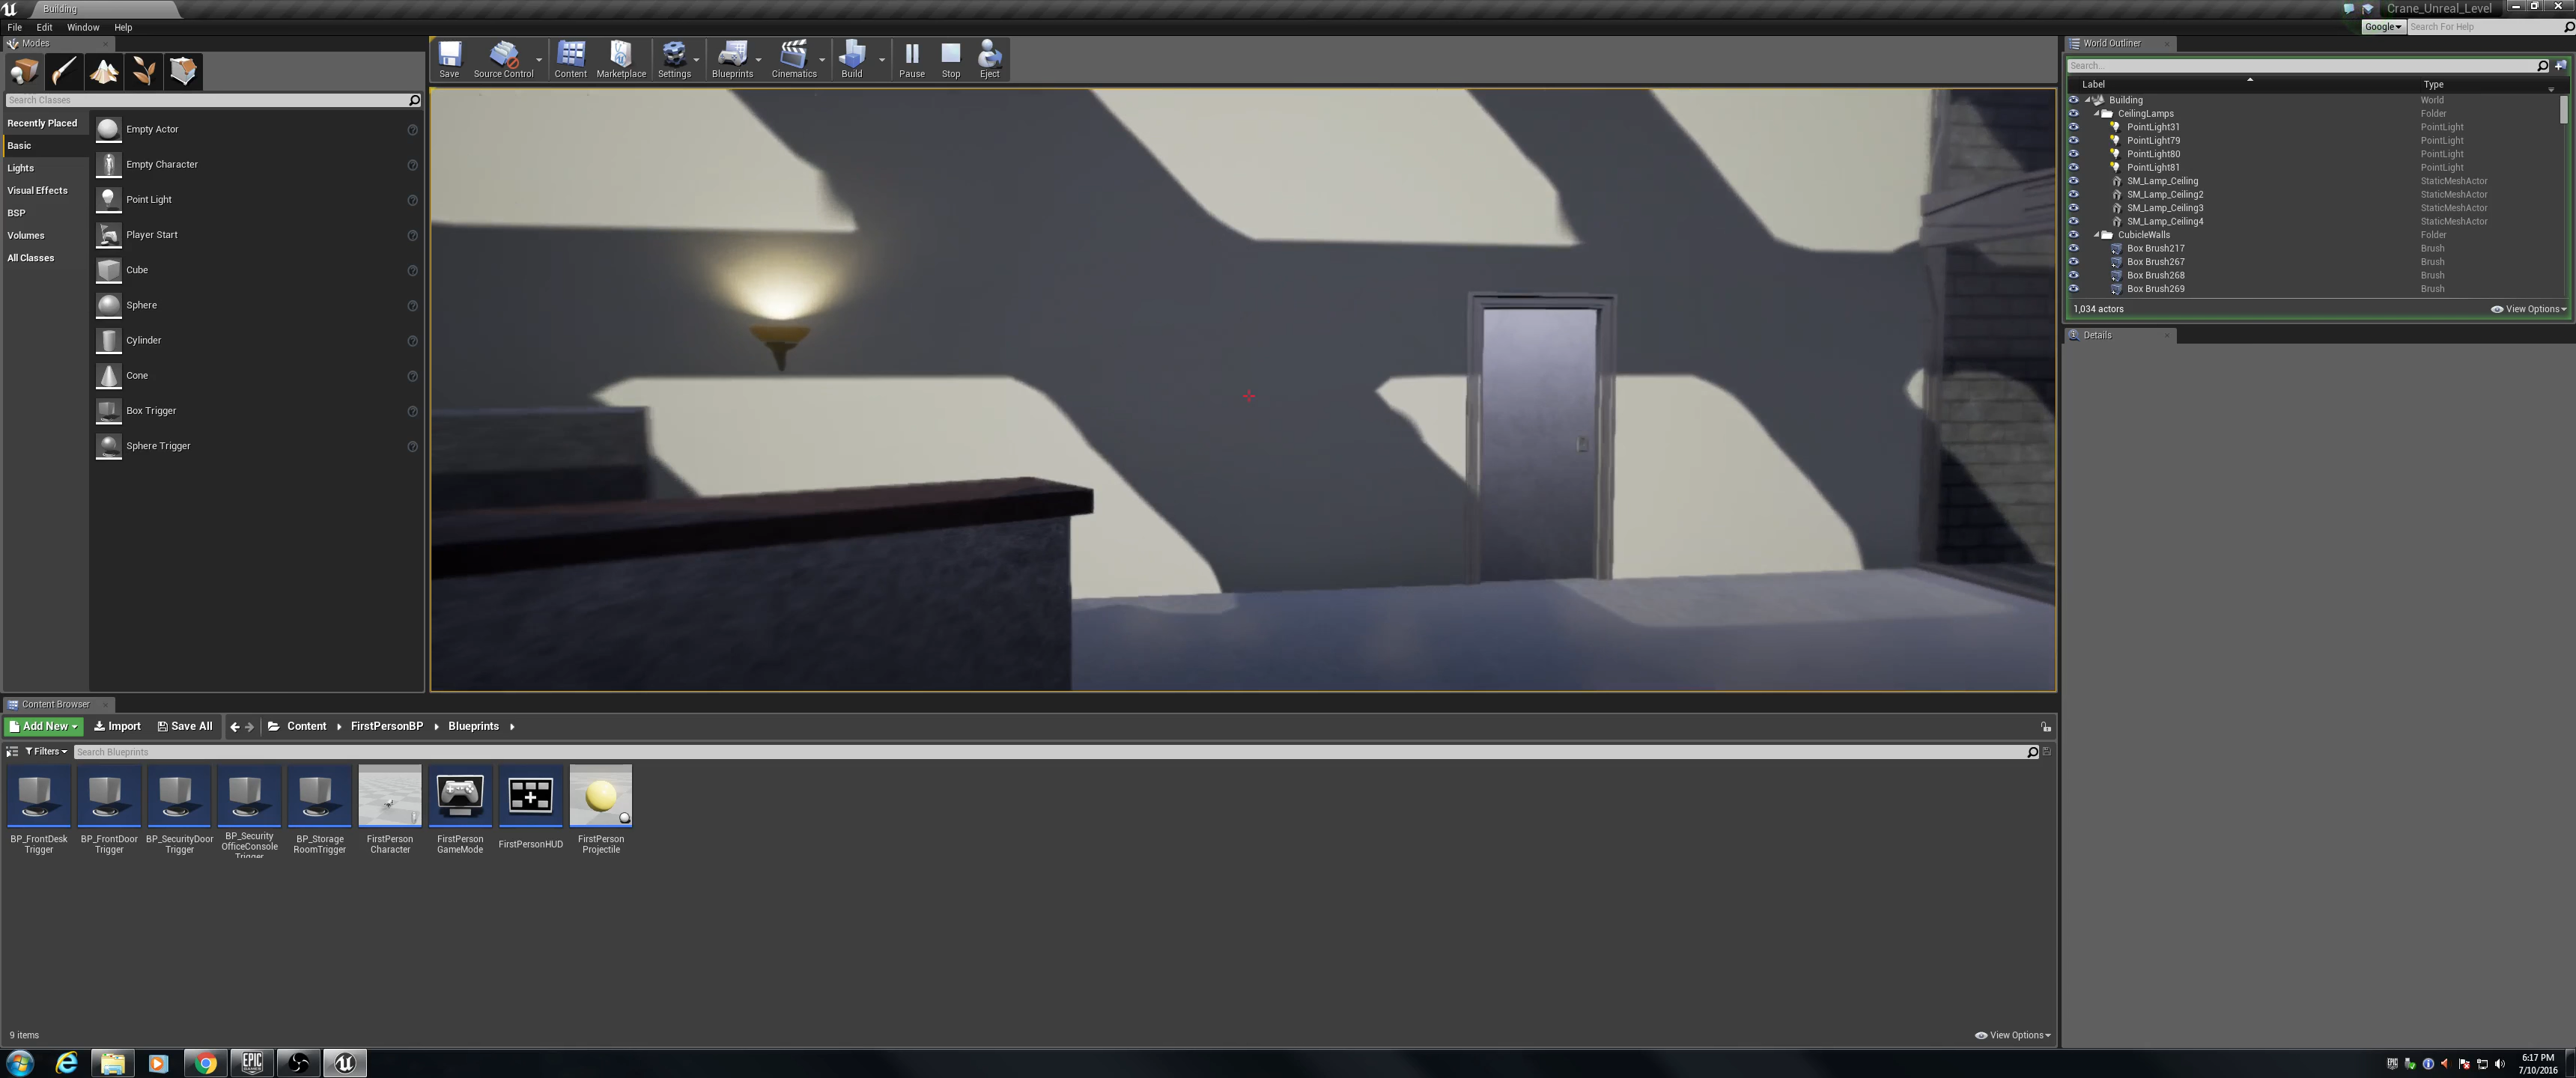 Building
Crane_Unreal_Level
File Edit Window Help
Google Search For Help
Modes
Save Source Control Content Marketplace Settings Blueprints Cinematics Build Pause Stop Eject
Search Classes
Recently Placed
Basic
Lights
Visual Effects
BSP
Volumes
All Classes
Empty Actor
Empty Character
Point Light
Player Start
Cube
Sphere
Cylinder
Cone
Box Trigger
Sphere Trigger
World Outliner
Search...
Label Type
Building World
CeilingLamps Folder
PointLight31 PointLight
PointLight79 PointLight
PointLight80 PointLight
PointLight81 PointLight
SM_Lamp_Ceiling StaticMeshActor
SM_Lamp_Ceiling2 StaticMeshActor
SM_Lamp_Ceiling3 StaticMeshActor
SM_Lamp_Ceiling4 StaticMeshActor
CubicleWalls Folder
Box Brush217 Brush
Box Brush267 Brush
Box Brush268 Brush
Box Brush269 Brush
1,034 actors View Options
Details
Content Browser
Add New Import Save All Content FirstPersonBP Blueprints
Filters Search Blueprints
BP_FrontDesk
Trigger
BP_FrontDoor
Trigger
BP_SecurityDoor
Trigger
BP_Security
OfficeConsole
Trigger
BP_Storage
RoomTrigger
FirstPerson
Character
FirstPerson
GameMode
FirstPersonHUD
FirstPerson
Projectile
9 items View Options
EPIC
GAMES
6:17 PM
7/10/2016